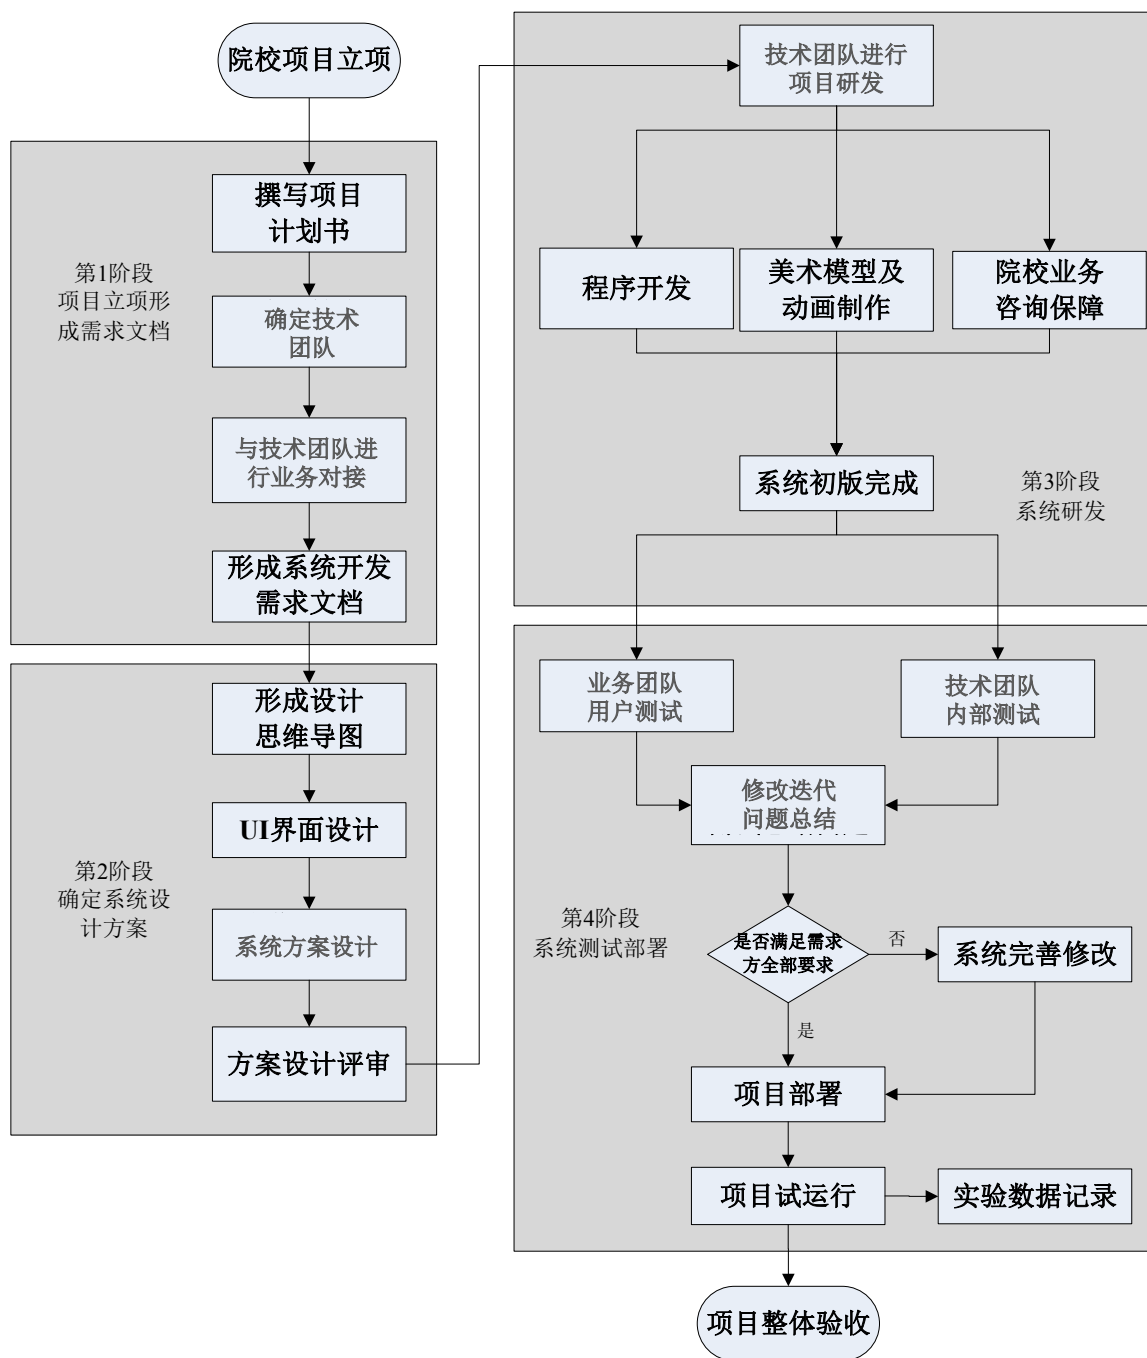 院校项目立项
第1阶段
项目立项形
成需求文档
撰写项目
计划书
确定技术
团队
与技术团队进
行业务对接
形成系统开发
需求文档
第2阶段
确定系统设
计方案
形成设计
思维导图
UI界面设计
系统方案设计
方案设计评审
技术团队进行
项目研发
程序开发
美术模型及
动画制作
院校业务
咨询保障
系统初版完成
第3阶段
系统研发
业务团队
用户测试
技术团队
内部测试
修改迭代
问题总结
第4阶段
系统测试部署
是否满足需求
方全部要求
否
系统完善修改
是
项目部署
项目试运行
实验数据记录
项目整体验收